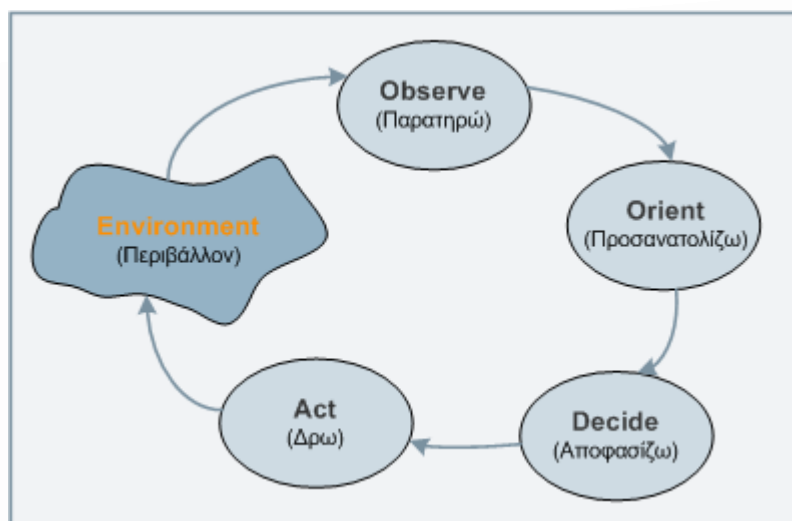 Observe
(Παρατηρώ)
Orient
(Προσανατολίζω)
Decide
(Αποφασίζω)
Act
(Δρω)
Environment
(Περιβάλλον)